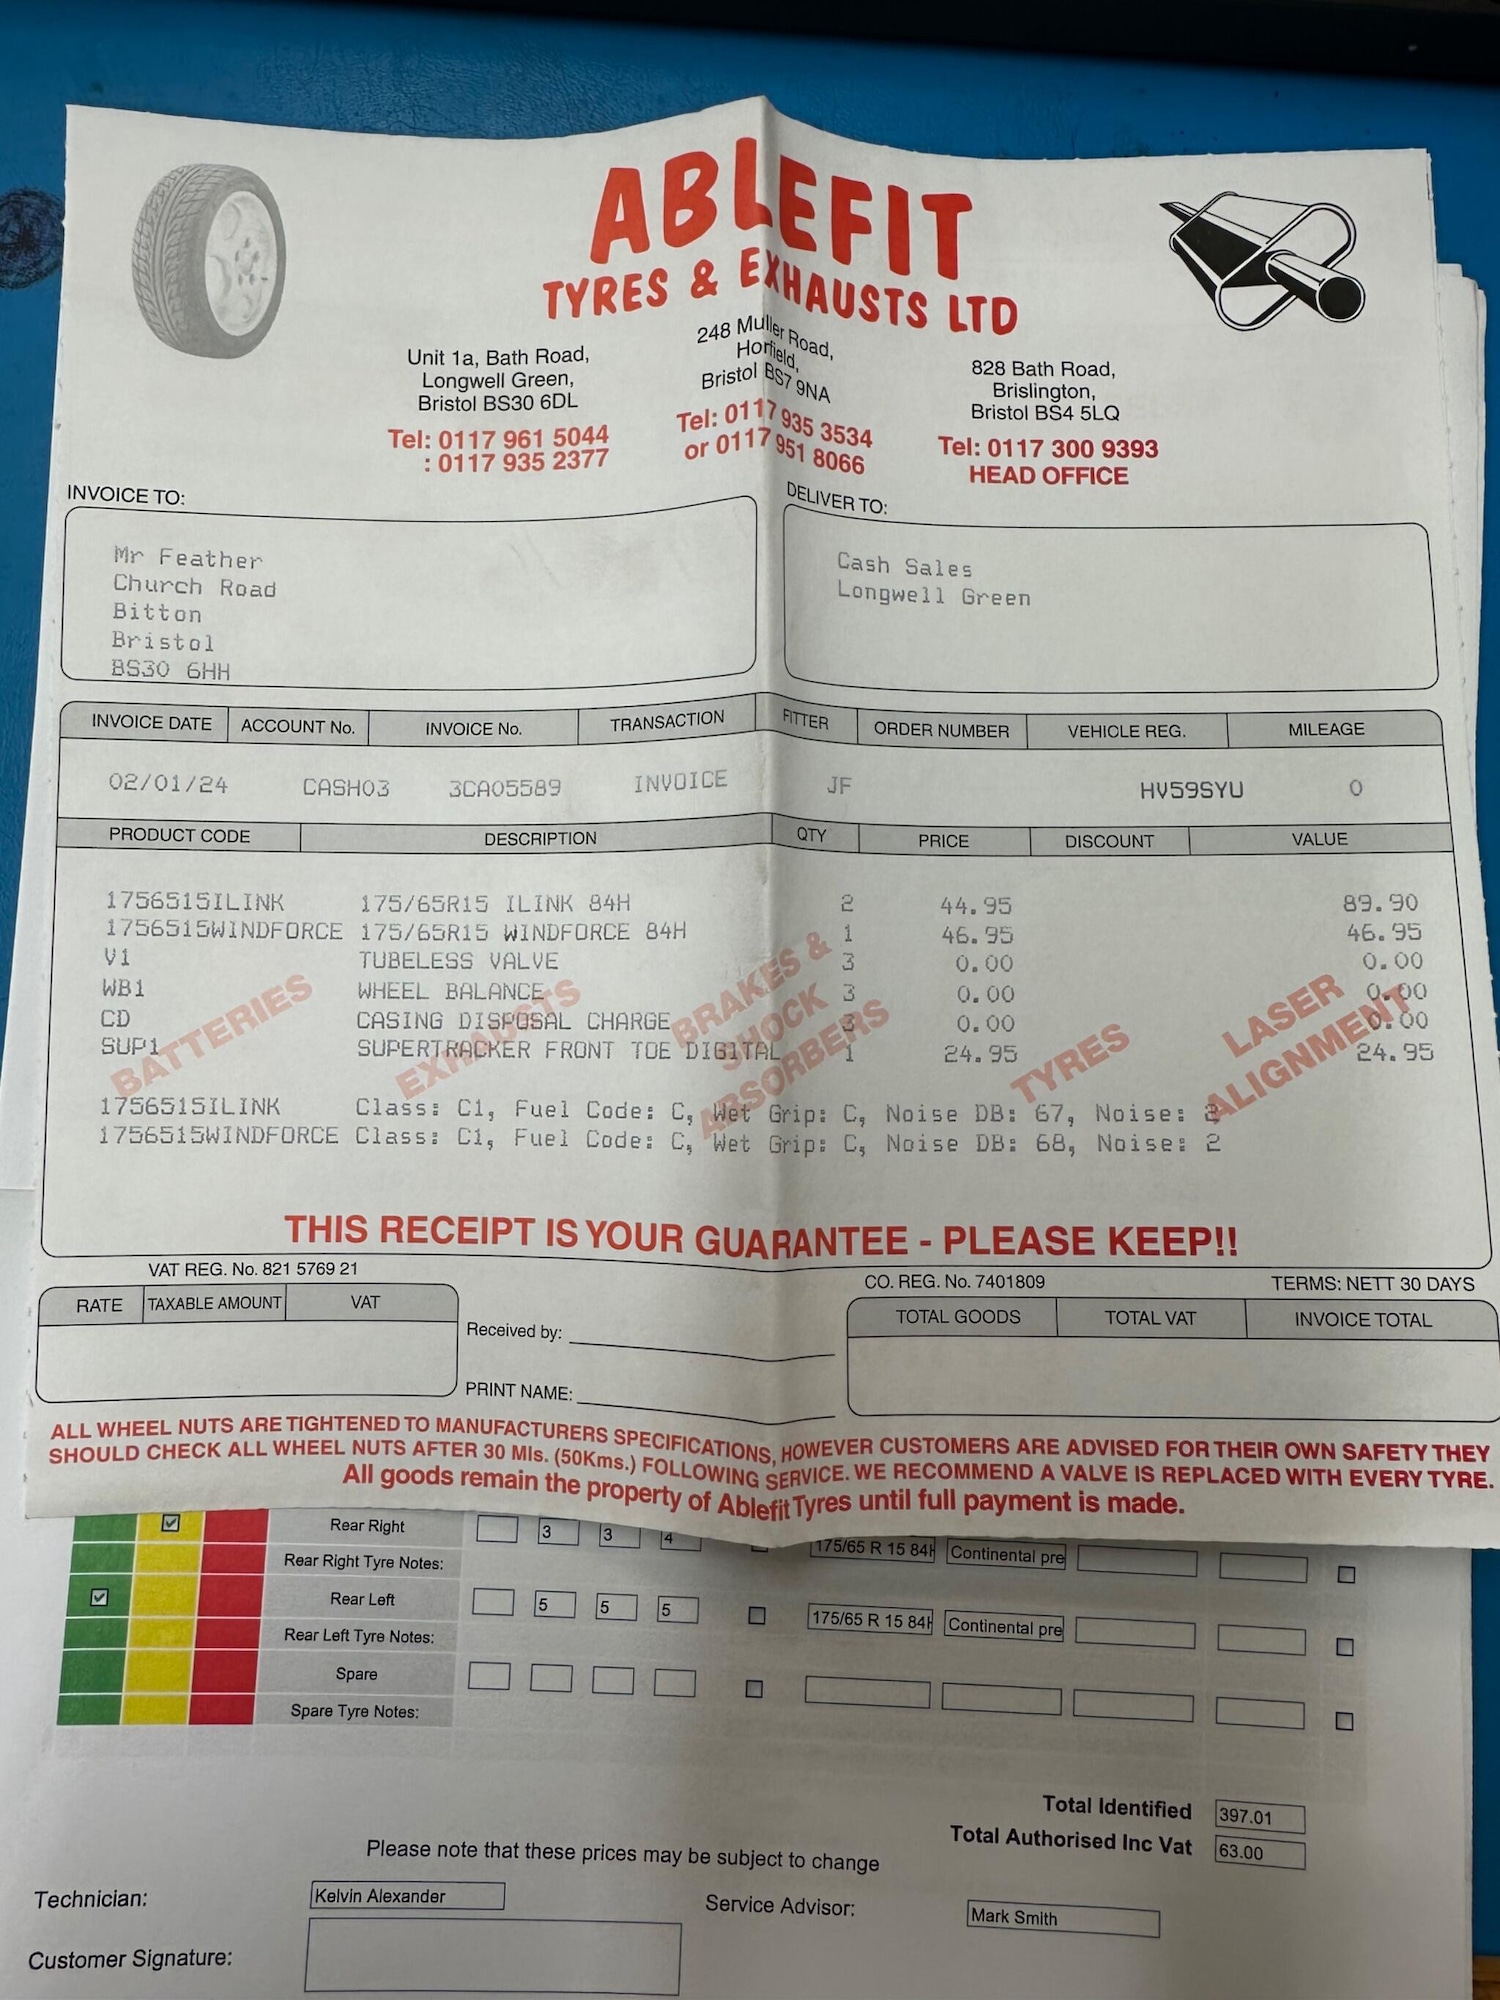 ABLEFIT
TYRES & EXHAUSTS LTD
Unit 1a, Bath Road,
Longwell Green,
Bristol BS30 6DL
Tel: 0117 961 5044
: 0117 935 2377
248 Muller Road,
Horfield,
Bristol BS7 9NA
Tel: 0117 935 3534
or 0117 951 8066
828 Bath Road,
Brislington,
Bristol BS4 5LQ
Tel: 0117 300 9393
HEAD OFFICE
INVOICE TO:
Mr Feather
Church Road
Bitton
Bristol
BS30 6HH
DELIVER TO:
Cash Sales
Longwell Green
INVOICE DATE ACCOUNT No. INVOICE No. TRANSACTION FITTER ORDER NUMBER VEHICLE REG. MILEAGE
02/01/24 CASH03 3CA05589 INVOICE JF HV59SYU 0
PRODUCT CODE DESCRIPTION QTY PRICE DISCOUNT VALUE
1756515ILINK 175/65R15 ILINK 84H 2 44.95 89.90
1756515WINDFORCE 175/65R15 WINDFORCE 84H 1 46.95 46.95
V1 TUBELESS VALVE 3 0.00 0.00
WB1 WHEEL BALANCE 3 0.00 0.00
CD CASING DISPOSAL CHARGE 3 0.00 0.00
SUP1 SUPERTRACKER FRONT TOE DIGITAL 1 24.95 24.95
BATTERIES
EXHAUSTS
BRAKES &
SHOCK
ABSORBERS
TYRES
LASER
ALIGNMENT
1756515ILINK Class: C1, Fuel Code: C, Wet Grip: C, Noise DB: 67, Noise: 2
1756515WINDFORCE Class: C1, Fuel Code: C, Wet Grip: C, Noise DB: 68, Noise: 2
THIS RECEIPT IS YOUR GUARANTEE - PLEASE KEEP!!
VAT REG. No. 821 5769 21
CO. REG. No. 7401809
TERMS: NETT 30 DAYS
RATE TAXABLE AMOUNT VAT
Received by:
PRINT NAME:
TOTAL GOODS TOTAL VAT INVOICE TOTAL
ALL WHEEL NUTS ARE TIGHTENED TO MANUFACTURERS SPECIFICATIONS, HOWEVER CUSTOMERS ARE ADVISED FOR THEIR OWN SAFETY THEY
SHOULD CHECK ALL WHEEL NUTS AFTER 30 Mls. (50Kms.) FOLLOWING SERVICE. WE RECOMMEND A VALVE IS REPLACED WITH EVERY TYRE.
All goods remain the property of Ablefit Tyres until full payment is made.
Rear Right 3 3 4 175/65 R 15 84H Continental pre
Rear Right Tyre Notes:
Rear Left 5 5 5 175/65 R 15 84H Continental pre
Rear Left Tyre Notes:
Spare
Spare Tyre Notes:
Total Identified 397.01
Total Authorised Inc Vat 63.00
Please note that these prices may be subject to change
Technician: Kelvin Alexander
Service Advisor: Mark Smith
Customer Signature: